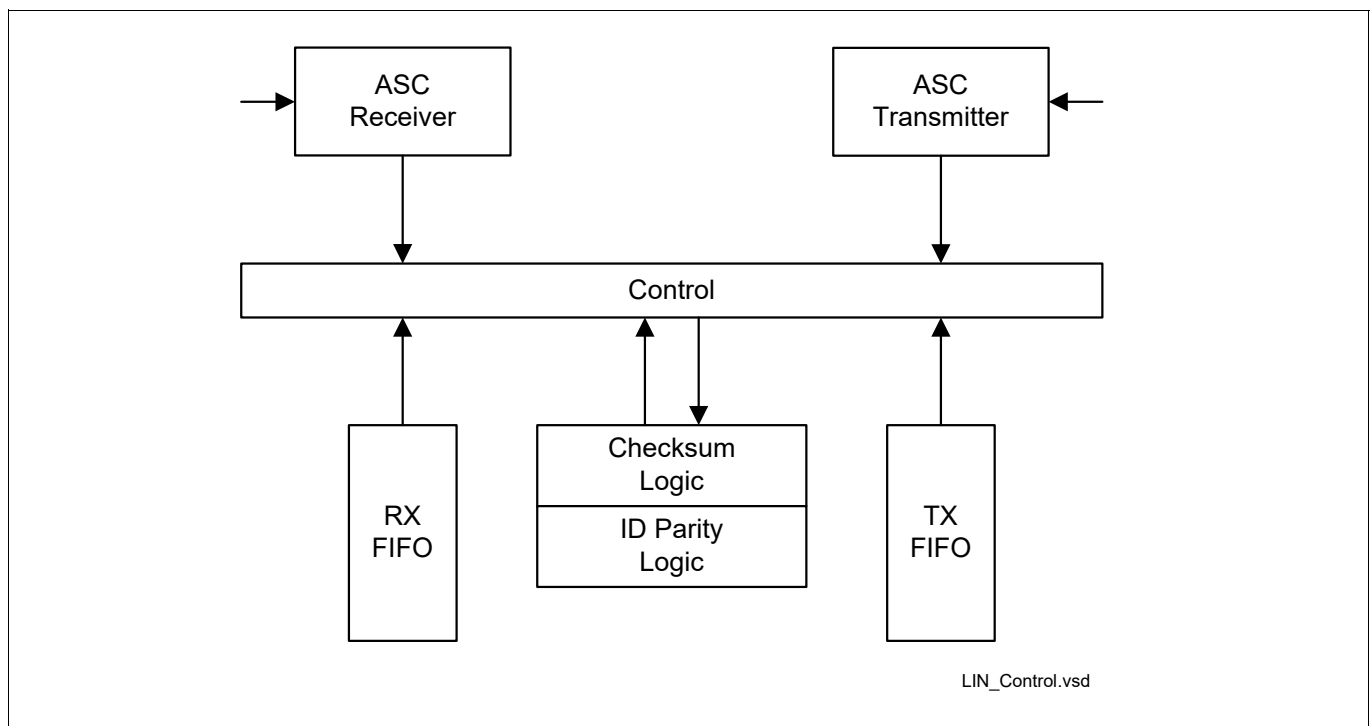 ASC
Receiver
ASC
Transmitter
Control
RX
FIFO
Checksum
Logic
ID Parity
Logic
TX
FIFO
LIN_Control.vsd